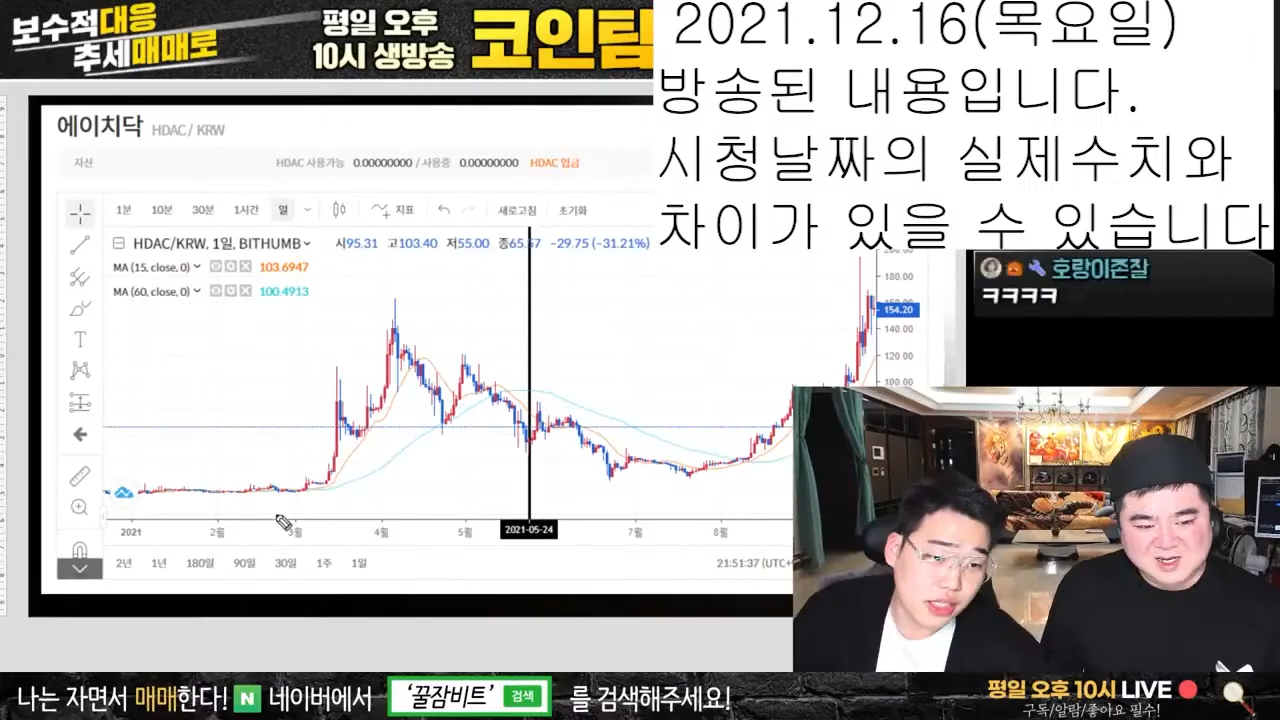 보수적대응
추세매매로
평일 오후
10시 생방송
코인팀
2021.12.16(목요일)
방송된 내용입니다.
시청날짜의 실제수치와
차이가 있을 수 있습니다
에이치닥 HDAC/ KRW
자산
HDAC 사용가능 0.00000000 / 사용중 0.00000000 HDAC 입금
1분 10분 30분 1시간 일 지표 새로고침 초기화
HDAC/KRW, 1일, BITHUMB
시95.31 고103.40 저55.00 종65.57 -29.75 (-31.21%)
MA (15, close, 0) 103.6947
MA (60, close, 0) 100.4913
180.00
154.20
140.00
120.00
100.00
2021 2월 3월 4월 5월 2021-05-24 7월 8월
2년 1년 180일 90일 30일 1주 1일
21:51:37 (UTC+
호랑이존잘
ㅋㅋㅋㅋ
나는 자면서 매매한다! N 네이버에서 '꿀잠비트' 검색 를 검색해주세요!
평일 오후 10시 LIVE
구독/알람/좋아요 필수!